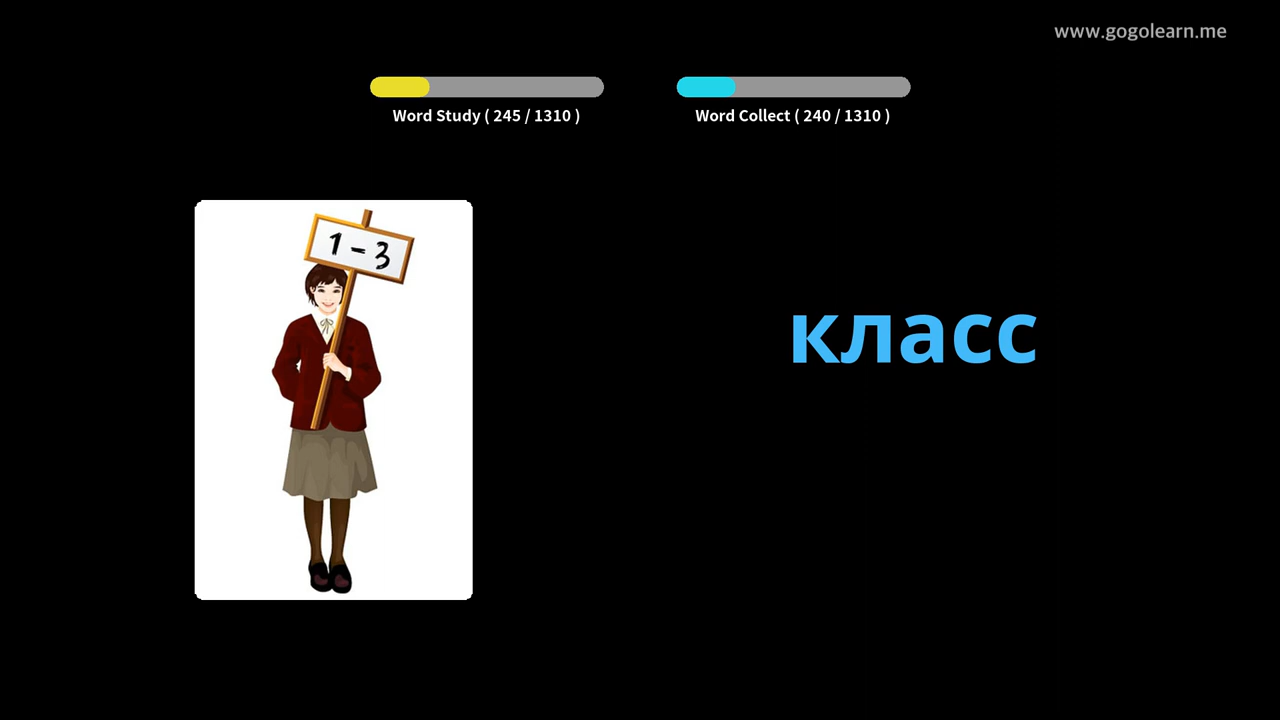 www.gogolearn.me
Word Study ( 245 / 1310 )
Word Collect ( 240 / 1310 )
1 - 3
класс